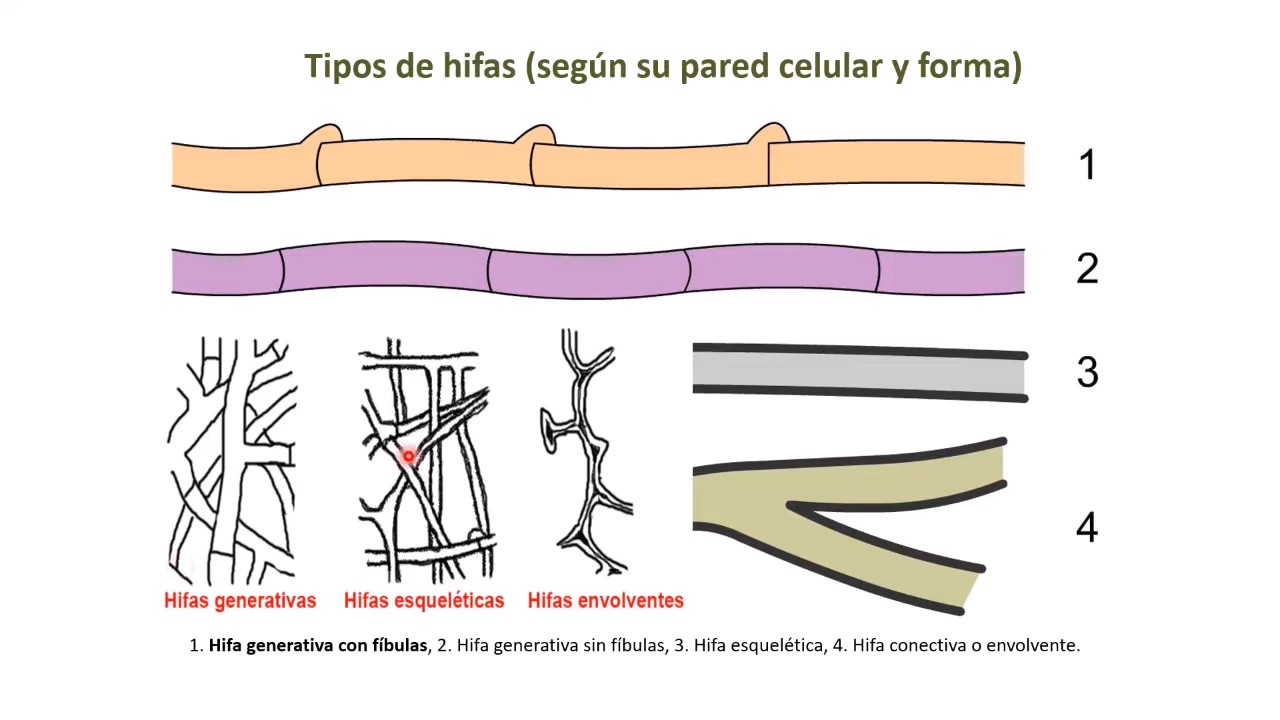 Tipos de hifas (según su pared celular y forma)
1
2
3
4
Hifas generativas
Hifas esqueléticas
Hifas envolventes
1. Hifa generativa con fíbulas, 2. Hifa generativa sin fíbulas, 3. Hifa esquelética, 4. Hifa conectiva o envolvente.